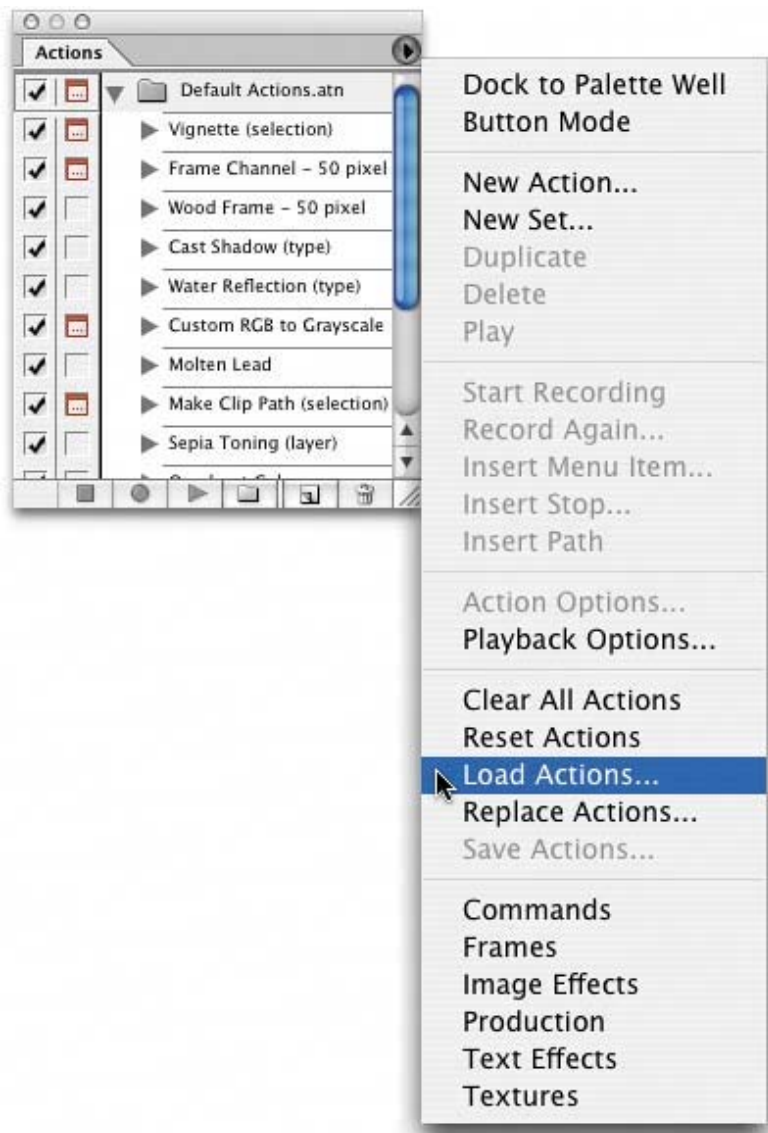 Actions
Default Actions.atn
Vignette (selection)
Frame Channel – 50 pixel
Wood Frame – 50 pixel
Cast Shadow (type)
Water Reflection (type)
Custom RGB to Grayscale
Molten Lead
Make Clip Path (selection)
Sepia Toning (layer)
Dock to Palette Well
Button Mode
New Action...
New Set...
Duplicate
Delete
Play
Start Recording
Record Again...
Insert Menu Item...
Insert Stop...
Insert Path
Action Options...
Playback Options...
Clear All Actions
Reset Actions
Load Actions...
Replace Actions...
Save Actions...
Commands
Frames
Image Effects
Production
Text Effects
Textures